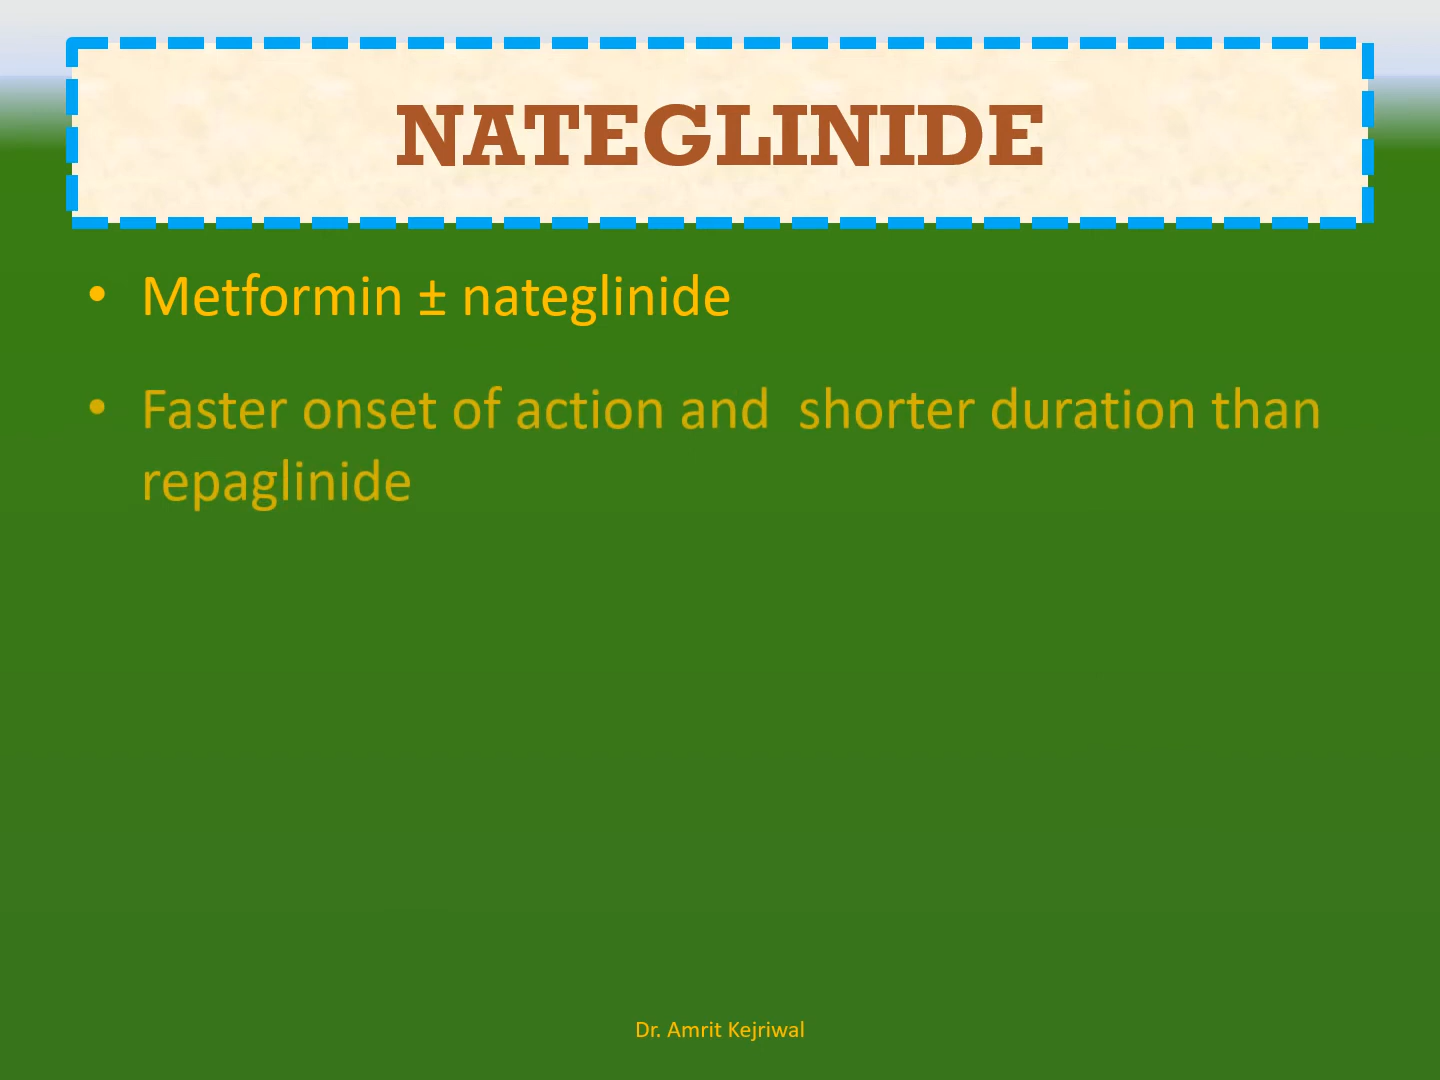 NATEGLINIDE
• Metformin ± nateglinide
• Faster onset of action and  shorter duration than
repaglinide
Dr. Amrit Kejriwal